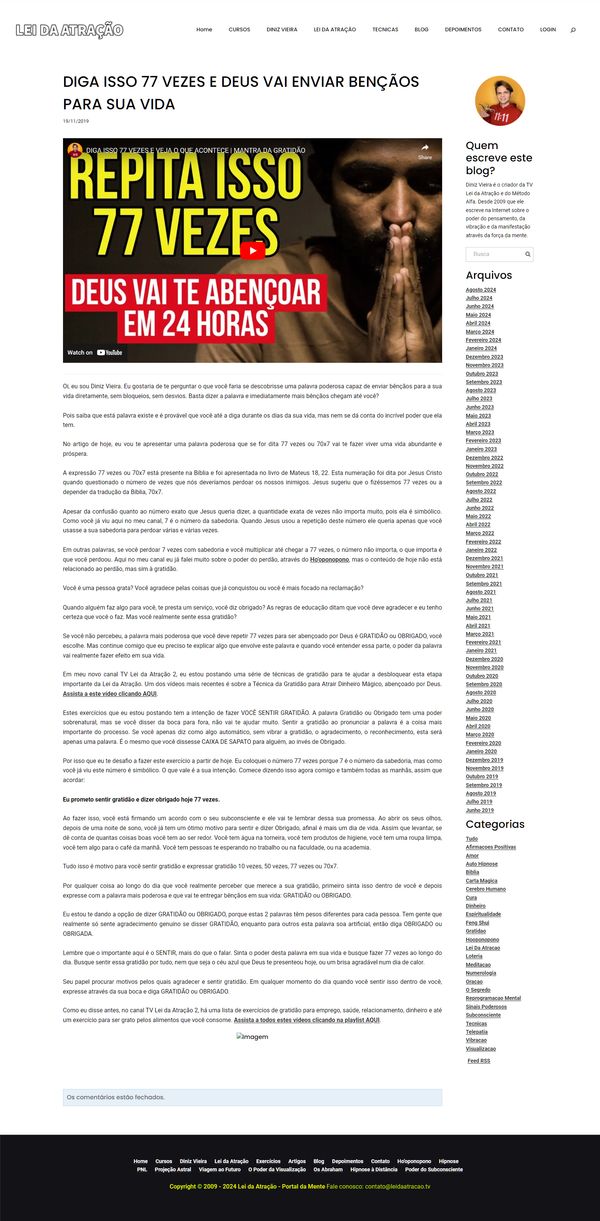 LEI DA ATRAÇÃO
Home CURSOS DINIZ VIEIRA LEI DA ATRAÇÃO TECNICAS BLOG DEPOIMENTOS CONTATO LOGIN
DIGA ISSO 77 VEZES E DEUS VAI ENVIAR BENÇÃOS
PARA SUA VIDA
19/11/2019
DIGA ISSO 77 VEZES E VEJA O QUE ACONTECE | MANTRA DA GRATIDÃO
Share
REPITA ISSO
77 VEZES
DEUS VAI TE ABENÇOAR
EM 24 HORAS
Watch on YouTube
Oi, eu sou Diniz Vieira. Eu gostaria de te perguntar o que você faria se descobrisse uma palavra poderosa capaz de enviar bênçãos para a sua
vida diretamente, sem bloqueios, sem desvios. Basta dizer a palavra e imediatamente mais bênçãos chegam até você?
Pois saiba que esta palavra existe e é provável que você até a diga durante os dias da sua vida, mas nem se dá conta do incrível poder que ela
tem.
No artigo de hoje, eu vou te apresentar uma palavra poderosa que se for dita 77 vezes ou 70x7 vai te fazer viver uma vida abundante e
próspera.
A expressão 77 vezes ou 70x7 está presente na Bíblia e foi apresentada no livro de Mateus 18, 22. Esta numeração foi dita por Jesus Cristo
quando questionado o número de vezes que nós deveríamos perdoar os nossos inimigos. Jesus sugeriu que o fizéssemos 77 vezes ou a
depender da tradução da Bíblia, 70x7.
Apesar da confusão quanto ao número exato que Jesus queria dizer, a quantidade exata de vezes não importa muito, pois ela é simbólico.
Como você já viu aqui no meu canal, 7 é o número da sabedoria. Quando Jesus usou a repetição deste número ele queria apenas que você
usasse a sua sabedoria para perdoar várias e várias vezes.
Em outras palavras, se você perdoar 7 vezes com sabedoria e você multiplicar até chegar a 77 vezes, o número não importa, o que importa é
que você perdoou. Aqui no meu canal eu já falei muito sobre o poder do perdão, através do Ho'oponopono, mas o conteúdo de hoje não está
relacionado ao perdão, mas sim à gratidão.
Você é uma pessoa grata? Você agradece pelas coisas que já conquistou ou você é mais focado na reclamação?
Quando alguém faz algo para você, te presta um serviço, você diz obrigado? As regras de educação ditam que você deve agradecer e eu tenho
certeza que você o faz. Mas você realmente sente essa gratidão?
Se você não percebeu, a palavra mais poderosa que você deve repetir 77 vezes para ser abençoado por Deus é GRATIDÃO ou OBRIGADO, você
escolhe. Mas continue comigo que eu preciso te explicar algo que envolve este palavra e quando você entender essa parte, o poder da palavra
vai realmente fazer efeito em sua vida.
Em meu novo canal TV Lei da Atração 2, eu estou postando uma série de técnicas de gratidão para te ajudar a desbloquear esta etapa
importante da Lei da Atração. Um dos vídeos mais recentes é sobre a Técnica da Gratidão para Atrair Dinheiro Mágico, abençoado por Deus.
Assista a este vídeo clicando AQUI.
Estes exercícios que eu estou postando tem a intenção de fazer VOCÊ SENTIR GRATIDÃO. A palavra Gratidão ou Obrigado tem uma poder
sobrenatural, mas se você disser da boca para fora, não vai te ajudar muito. Sentir a gratidão ao pronunciar a palavra é a coisa mais
importante do processo. Se você apenas diz como algo automático, sem vibrar a gratidão, o agradecimento, o reconhecimento, esta será
apenas uma palavra. É o mesmo que você dissesse CAIXA DE SAPATO para alguém, ao invés de Obrigado.
Por isso que eu te desafio a fazer este exercício a partir de hoje. Eu coloquei o número 77 vezes porque 7 é o número da sabedoria, mas como
você já viu este número é simbólico. O que vale é a sua intenção. Comece dizendo isso agora comigo e também todas as manhãs, assim que
acordar:
Eu prometo sentir gratidão e dizer obrigado hoje 77 vezes.
Ao fazer isso, você está firmando um acordo com o seu subconsciente e ele vai te lembrar dessa sua promessa. Ao abrir os seus olhos,
depois de uma noite de sono, você já tem um ótimo motivo para sentir e dizer Obrigado, afinal é mais um dia de vida. Assim que levantar, se
dê conta de quantas coisas boas você tem ao ser redor. Você tem água na torneira, você tem produtos de higiene, você tem uma roupa limpa,
você tem algo para o café da manhã. Você tem pessoas te esperando no trabalho ou na faculdade, ou na academia.
Tudo isso é motivo para você sentir gratidão e expressar gratidão 10 vezes, 50 vezes, 77 vezes ou 70x7.
Por qualquer coisa ao longo do dia que você realmente perceber que merece a sua gratidão, primeiro sinta isso dentro de você e depois
expresse com a palavra mais poderosa e que vai te entregar bênçãos em sua vida: GRATIDÃO ou OBRIGADO.
Eu estou te dando a opção de dizer GRATIDÃO ou OBRIGADO, porque estas 2 palavras têm pesos diferentes para cada pessoa. Tem gente que
realmente só sente agradecimento genuíno se disser GRATIDÃO, enquanto para outros esta palavra soa artificial, então diga OBRIGADO ou
OBRIGADA.
Lembre que o importante aqui é o SENTIR, mais do que o falar. Sinta o poder desta palavra em sua vida e busque fazer 77 vezes ao longo do
dia. Busque sentir essa gratidão por tudo, nem que seja o céu azul que Deus te presenteou hoje, ou um brisa agradável num dia de calor.
Seu papel procurar motivos pelos quais agradecer e sentir gratidão. Em qualquer momento do dia quando você sentir isso dentro de você,
expresse através da sua boca e diga GRATIDÃO ou OBRIGADO.
Como eu disse antes, no canal TV Lei da Atração 2, há uma lista de exercícios de gratidão para emprego, saúde, relacionamento, dinheiro e até
um exercício para ser grato pelos alimentos que você consome. Assista a todos estes vídeos clicando na playlist AQUI.
Imagem
Os comentários estão fechados.
11:11
Quem
escreve este
blog?
Diniz Vieira é o criador da TV
Lei da Atração e do Método
Alfa. Desde 2009 que ele
escreve na Internet sobre o
poder do pensamento, da
vibração e da manifestação
através da força da mente.
Busca
Arquivos
Agosto 2024
Julho 2024
Junho 2024
Maio 2024
Abril 2024
Março 2024
Fevereiro 2024
Janeiro 2024
Dezembro 2023
Novembro 2023
Outubro 2023
Setembro 2023
Agosto 2023
Julho 2023
Junho 2023
Maio 2023
Abril 2023
Março 2023
Fevereiro 2023
Janeiro 2023
Dezembro 2022
Novembro 2022
Outubro 2022
Setembro 2022
Agosto 2022
Julho 2022
Junho 2022
Maio 2022
Abril 2022
Março 2022
Fevereiro 2022
Janeiro 2022
Dezembro 2021
Novembro 2021
Outubro 2021
Setembro 2021
Agosto 2021
Julho 2021
Junho 2021
Maio 2021
Abril 2021
Março 2021
Fevereiro 2021
Janeiro 2021
Dezembro 2020
Novembro 2020
Outubro 2020
Setembro 2020
Agosto 2020
Julho 2020
Junho 2020
Maio 2020
Abril 2020
Março 2020
Fevereiro 2020
Janeiro 2020
Dezembro 2019
Novembro 2019
Outubro 2019
Setembro 2019
Agosto 2019
Julho 2019
Junho 2019
Categorias
Tudo
Afirmacoes Positivas
Amor
Auto Hipnose
Biblia
Carta Magica
Cerebro Humano
Cura
Dinheiro
Espiritualidade
Feng Shui
Gratidao
Hooponopono
Lei Da Atracao
Loteria
Meditacao
Numerologia
Oracao
O Segredo
Reprogramacao Mental
Sinais Poderosos
Subconsciente
Tecnicas
Telepatia
Vibracao
Visualizacao
Feed RSS
Home Cursos Diniz Vieira Lei da Atração Exercícios Artigos Blog Depoimentos Contato Ho'oponopono Hipnose
PNL Projeção Astral Viagem ao Futuro O Poder da Visualização Os Abraham Hipnose à Distância Poder do Subconsciente
Copyright © 2009 - 2024 Lei da Atração - Portal da Mente Fale conosco: contato@leidaatracao.tv